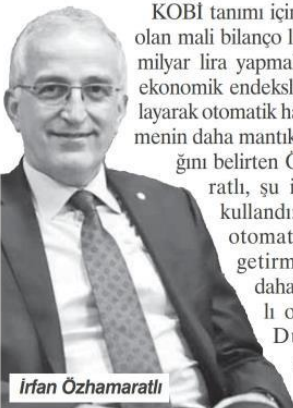 KOBİ tanımı için
olan mali bilanço
milyar lira yapma
ekonomik endeksl
layarak otomatik ha
menin daha mantık
ğını belirten Ö
ratlı, şu i
kullandı
otomat
getirm
daha
lı o
D
İrfan Özhamaratlı